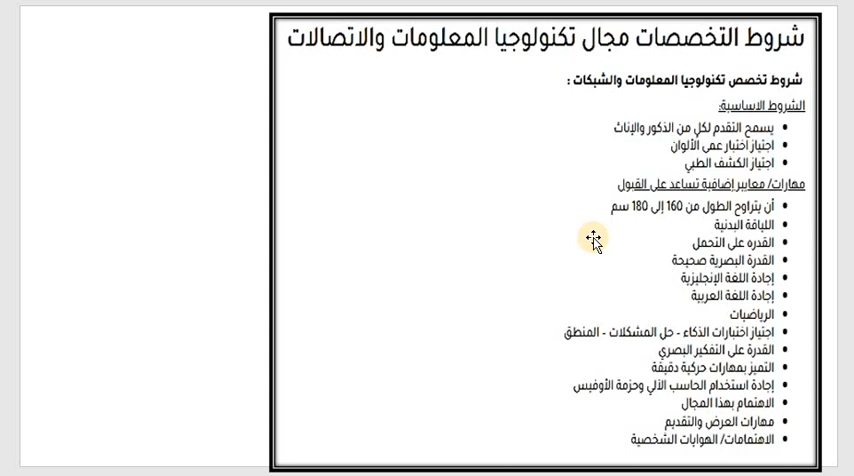 شروط التخصصات مجال تكنولوجيا المعلومات والاتصالات
شروط تخصص تكنولوجيا المعلومات والشبكات :
الشروط الاساسية:
• يسمح التقدم لكل من الذكور والإناث
• اجتياز اختبار عمى الألوان
• اجتياز الكشف الطبي
مهارات/ معايير إضافية تساعد على القبول
• أن يتراوح الطول من 160 إلى 180 سم
• اللياقة البدنية
• القدره على التحمل
• القدرة البصرية صحيحة
• إجادة اللغة الإنجليزية
• إجادة اللغة العربية
• الرياضيات
• اجتياز اختبارات الذكاء - حل المشكلات - المنطق
• القدرة على التفكير البصري
• التميز بمهارات حركية دقيقة
• إجادة استخدام الحاسب الآلي وحزمة الأوفيس
• الاهتمام بهذا المجال
• مهارات العرض والتقديم
• الاهتمامات/ الهوايات الشخصية